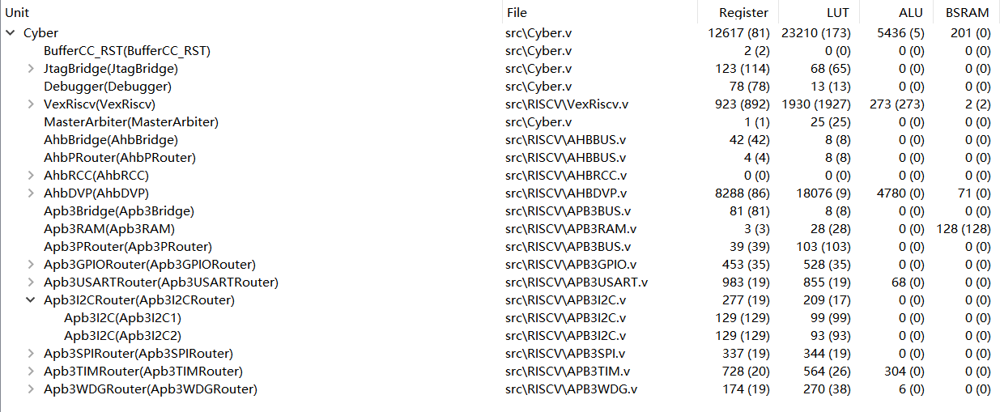 Unit File Register LUT ALU BSRAM
Cyber src\Cyber.v 12617 (81) 23210 (173) 5436 (5) 201 (0)
BufferCC_RST(BufferCC_RST) src\Cyber.v 2 (2) 0 (0) 0 (0) 0 (0)
JtagBridge(JtagBridge) src\Cyber.v 123 (114) 68 (65) 0 (0) 0 (0)
Debugger(Debugger) src\Cyber.v 78 (78) 13 (13) 0 (0) 0 (0)
VexRiscv(VexRiscv) src\RISCV\VexRiscv.v 923 (892) 1930 (1927) 273 (273) 2 (2)
MasterArbiter(MasterArbiter) src\Cyber.v 1 (1) 25 (25) 0 (0) 0 (0)
AhbBridge(AhbBridge) src\RISCV\AHBBUS.v 42 (42) 8 (8) 0 (0) 0 (0)
AhbPRouter(AhbPRouter) src\RISCV\AHBBUS.v 4 (4) 8 (8) 0 (0) 0 (0)
AhbRCC(AhbRCC) src\RISCV\AHBRCC.v 0 (0) 0 (0) 0 (0) 0 (0)
AhbDVP(AhbDVP) src\RISCV\AHBDVP.v 8288 (86) 18076 (9) 4780 (0) 71 (0)
Apb3Bridge(Apb3Bridge) src\RISCV\APB3BUS.v 81 (81) 8 (8) 0 (0) 0 (0)
Apb3RAM(Apb3RAM) src\RISCV\APB3RAM.v 3 (3) 28 (28) 0 (0) 128 (128)
Apb3PRouter(Apb3PRouter) src\RISCV\APB3BUS.v 39 (39) 103 (103) 0 (0) 0 (0)
Apb3GPIORouter(Apb3GPIORouter) src\RISCV\APB3GPIO.v 453 (35) 528 (35) 0 (0) 0 (0)
Apb3USARTRouter(Apb3USARTRouter) src\RISCV\APB3USART.v 983 (19) 855 (19) 68 (0) 0 (0)
Apb3I2CRouter(Apb3I2CRouter) src\RISCV\APB3I2C.v 277 (19) 209 (17) 0 (0) 0 (0)
Apb3I2C(Apb3I2C1) src\RISCV\APB3I2C.v 129 (129) 99 (99) 0 (0) 0 (0)
Apb3I2C(Apb3I2C2) src\RISCV\APB3I2C.v 129 (129) 93 (93) 0 (0) 0 (0)
Apb3SPIRouter(Apb3SPIRouter) src\RISCV\APB3SPI.v 337 (19) 344 (19) 0 (0) 0 (0)
Apb3TIMRouter(Apb3TIMRouter) src\RISCV\APB3TIM.v 728 (20) 564 (26) 304 (0) 0 (0)
Apb3WDGRouter(Apb3WDGRouter) src\RISCV\APB3WDG.v 174 (19) 270 (38) 6 (0) 0 (0)